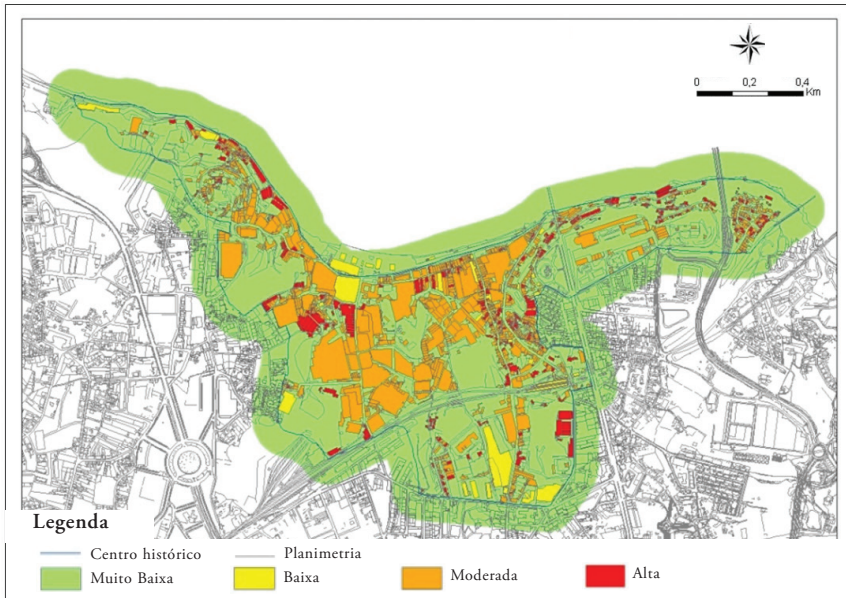 0 0,2 0,4
Km
Legenda
Centro histórico Planimetria
Muito Baixa Baixa Moderada Alta